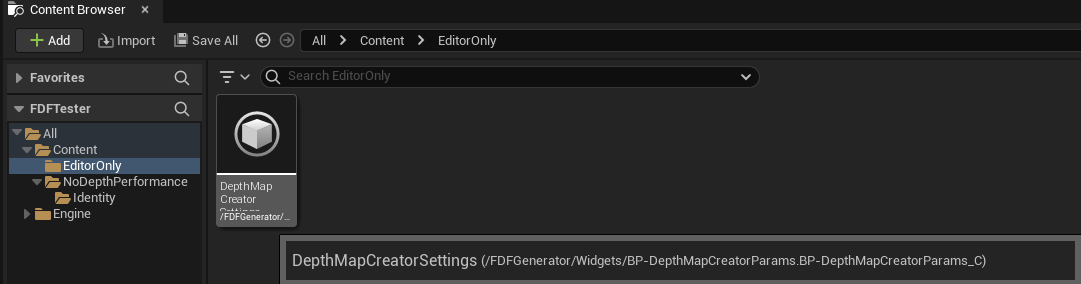 Content Browser
Add
Import
Save All
All
Content
EditorOnly
Favorites
Search EditorOnly
FDFTester
All
Content
EditorOnly
NoDepthPerformance
Identity
Engine
DepthMap
Creator
Settings
/FDFGenerator/...
DepthMapCreatorSettings (/FDFGenerator/Widgets/BP-DepthMapCreatorParams.BP-DepthMapCreatorParams_C)